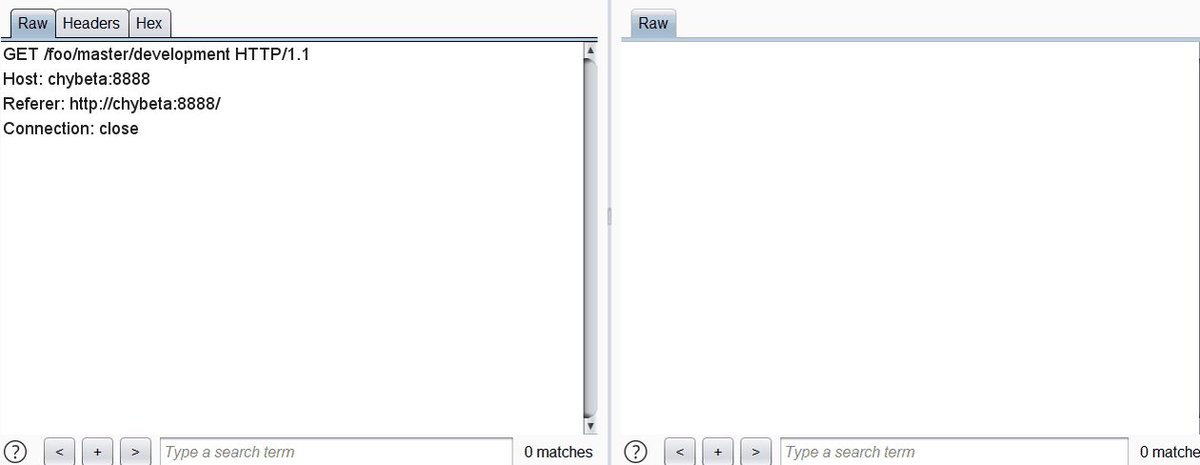 Raw Headers Hex
GET /foo/master/development HTTP/1.1
Host: chybeta:8888
Referer: http://chybeta:8888/
Connection: close
? < + > Type a search term 0 matches
Raw
? < + > Type a search term 0 matche